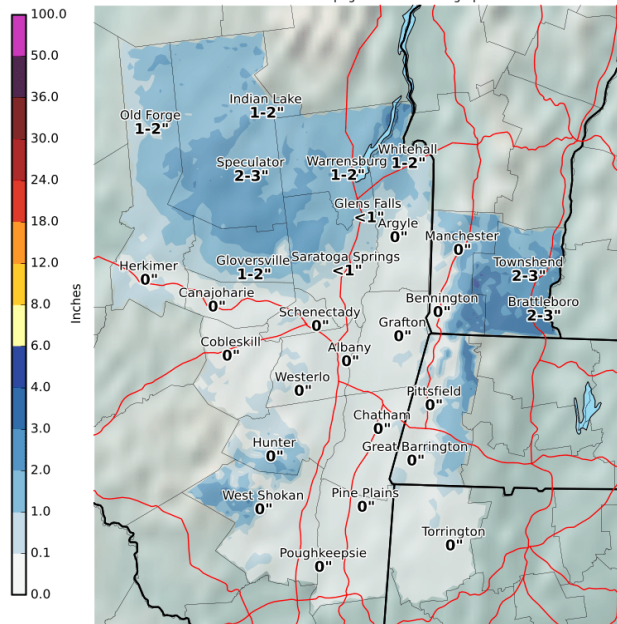 100.0
50.0
36.0
30.0
24.0
18.0
12.0
8.0
6.0
4.0
3.0
2.0
1.0
0.1
0.0
Inches
Indian Lake
1-2"
Old Forge
1-2"
Whitehall
1-2"
Speculator
2-3"
Warrensburg
1-2"
Glens Falls
<1"
Argyle
0"
Manchester
0"
Gloversville
1-2"
Saratoga Springs
<1"
Townshend
2-3"
Herkimer
0"
Canajoharie
0"
Bennington
0"
Brattleboro
2-3"
Schenectady
0"
Grafton
0"
Cobleskill
0"
Albany
0"
Westerlo
0"
Pittsfield
0"
Chatham
0"
Hunter
0"
Great Barrington
0"
West Shokan
0"
Pine Plains
0"
Torrington
0"
Poughkeepsie
0"